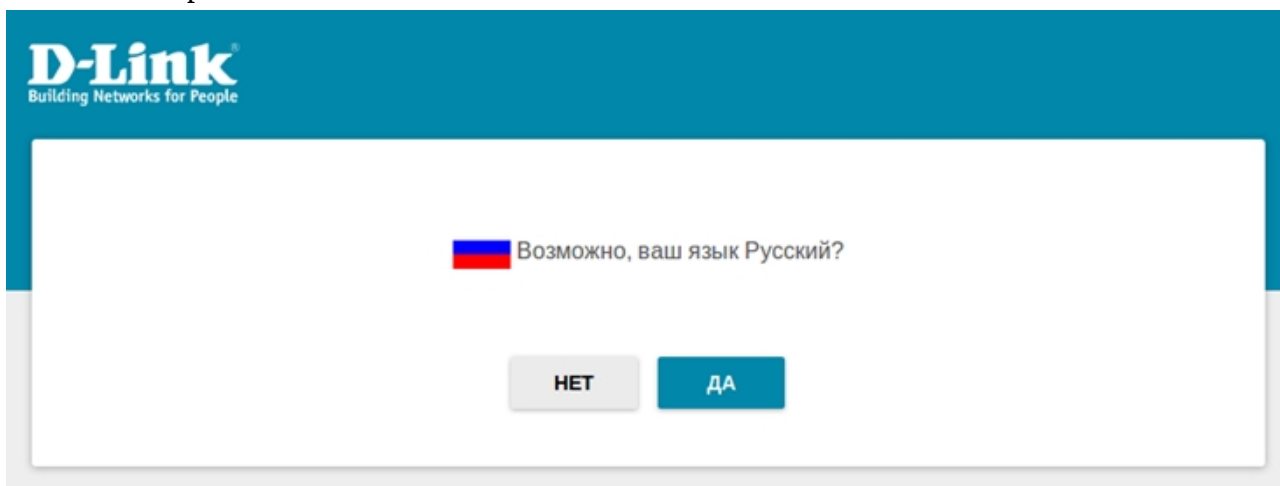 D-Link®
Building Networks for People
Возможно, ваш язык Русский?
НЕТ
ДА